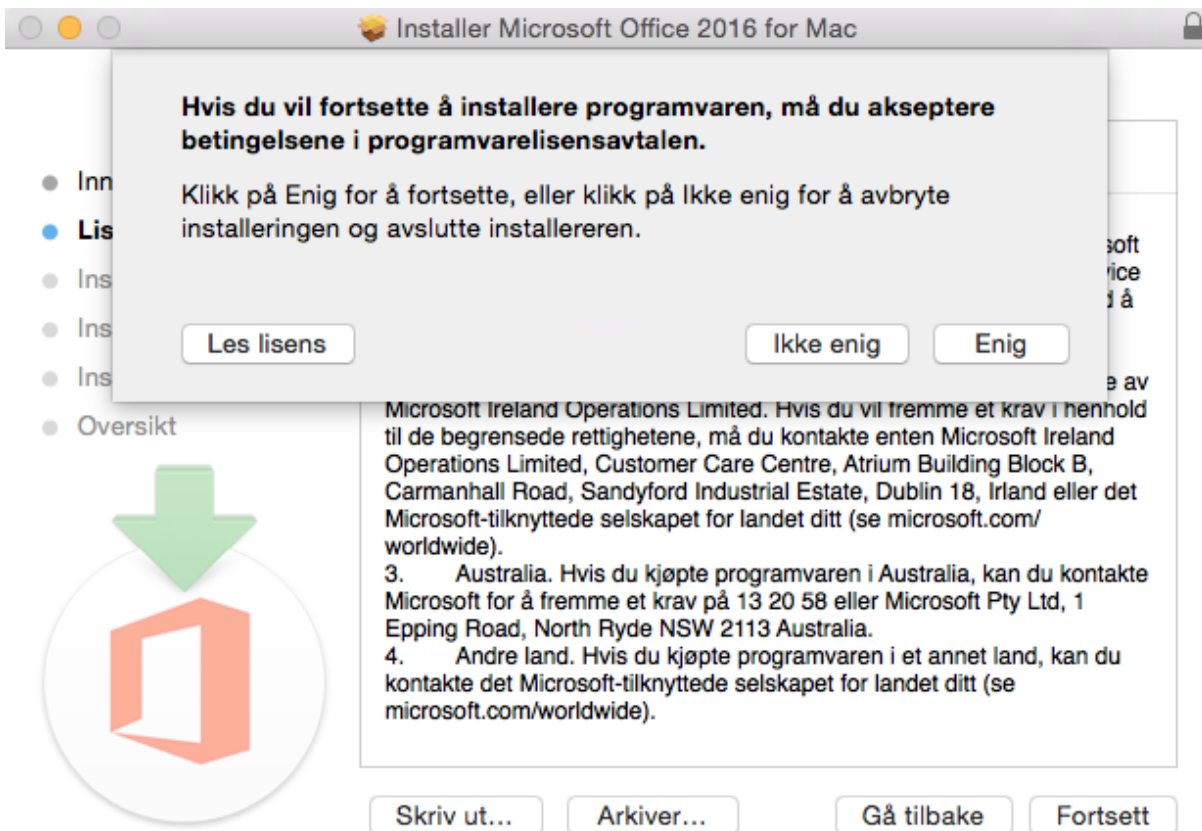 Installer Microsoft Office 2016 for Mac
Hvis du vil fortsette å installere programvaren, må du akseptere
betingelsene i programvarelisensavtalen.
Klikk på Enig for å fortsette, eller klikk på Ikke enig for å avbryte
installeringen og avslutte installereren.
Les lisens
Ikke enig
Enig
Inn
Lis
Ins
Ins
Ins
Oversikt
å
av
Microsoft Ireland Operations Limited. Hvis du vil fremme et krav i henhold
til de begrensede rettighetene, må du kontakte enten Microsoft Ireland
Operations Limited, Customer Care Centre, Atrium Building Block B,
Carmanhall Road, Sandyford Industrial Estate, Dublin 18, Irland eller det
Microsoft-tilknyttede selskapet for landet ditt (se microsoft.com/
worldwide).
3. Australia. Hvis du kjøpte programvaren i Australia, kan du kontakte
Microsoft for å fremme et krav på 13 20 58 eller Microsoft Pty Ltd, 1
Epping Road, North Ryde NSW 2113 Australia.
4. Andre land. Hvis du kjøpte programvaren i et annet land, kan du
kontakte det Microsoft-tilknyttede selskapet for landet ditt (se
microsoft.com/worldwide).
Skriv ut...
Arkiver...
Gå tilbake
Fortsett